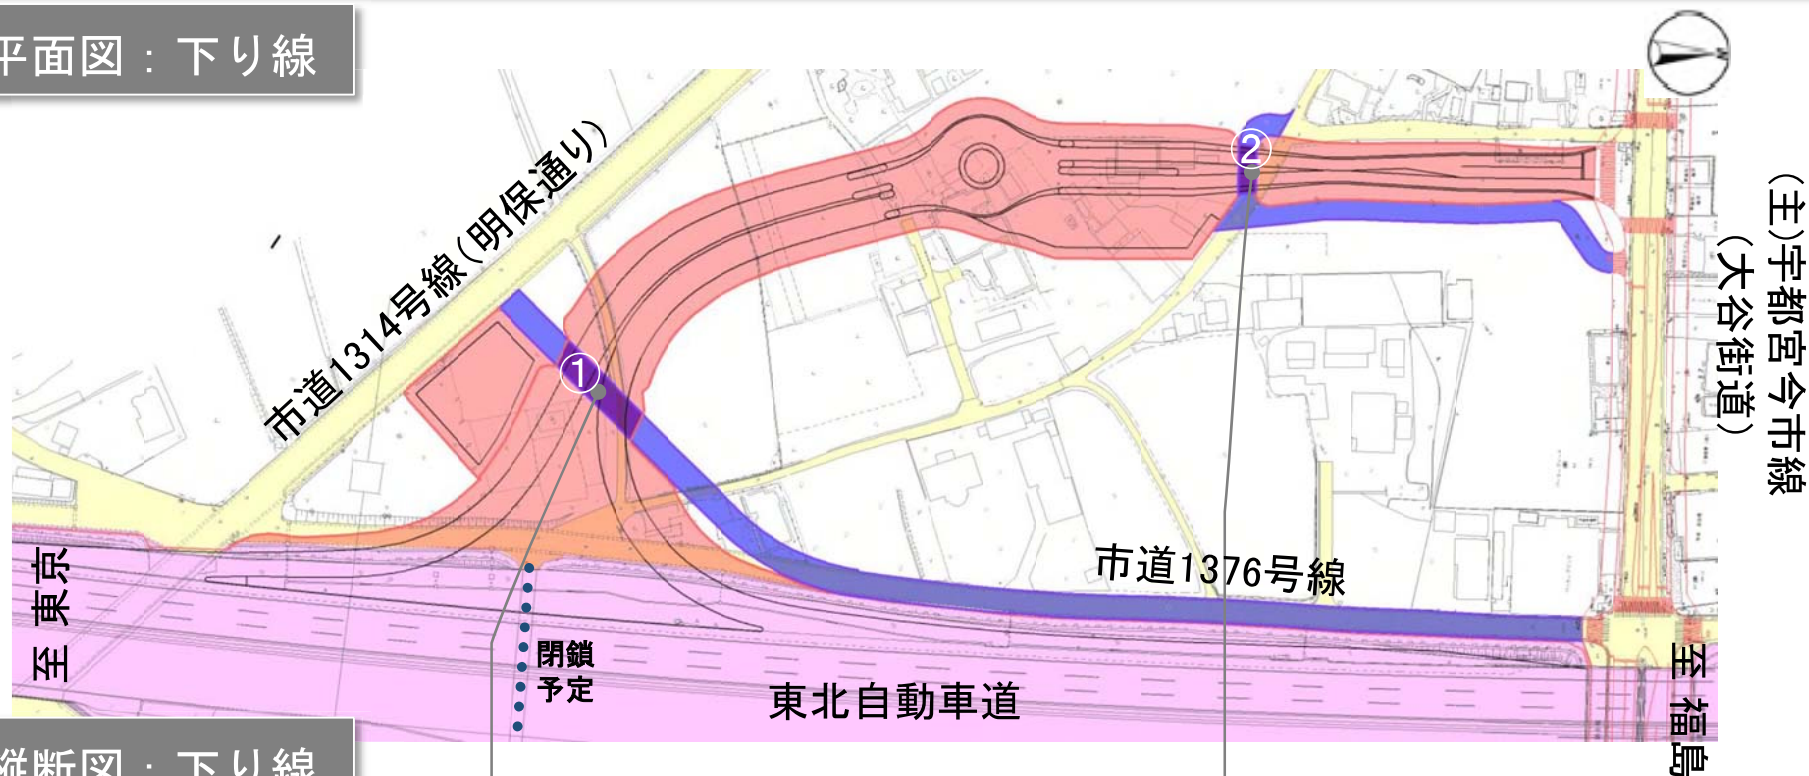 平面図：下り線
市道1314号線（明保通り）
②
①
（主）宇都宮今市線
（大谷街道）
市道1376号線
至 東京
閉鎖
予定
東北自動車道
至 福島
縦断図：下り線